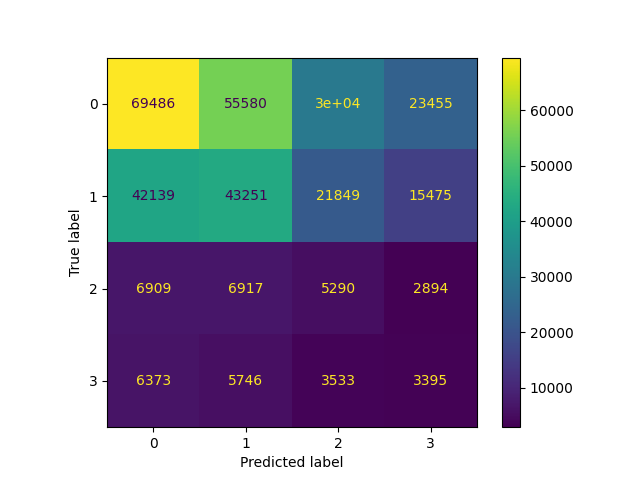 0 69486 55580 3e+04 23455
1 42139 43251 21849 15475
2 6909 6917 5290 2894
3 6373 5746 3533 3395
0 1 2 3
Predicted label
True label
60000
50000
40000
30000
20000
10000